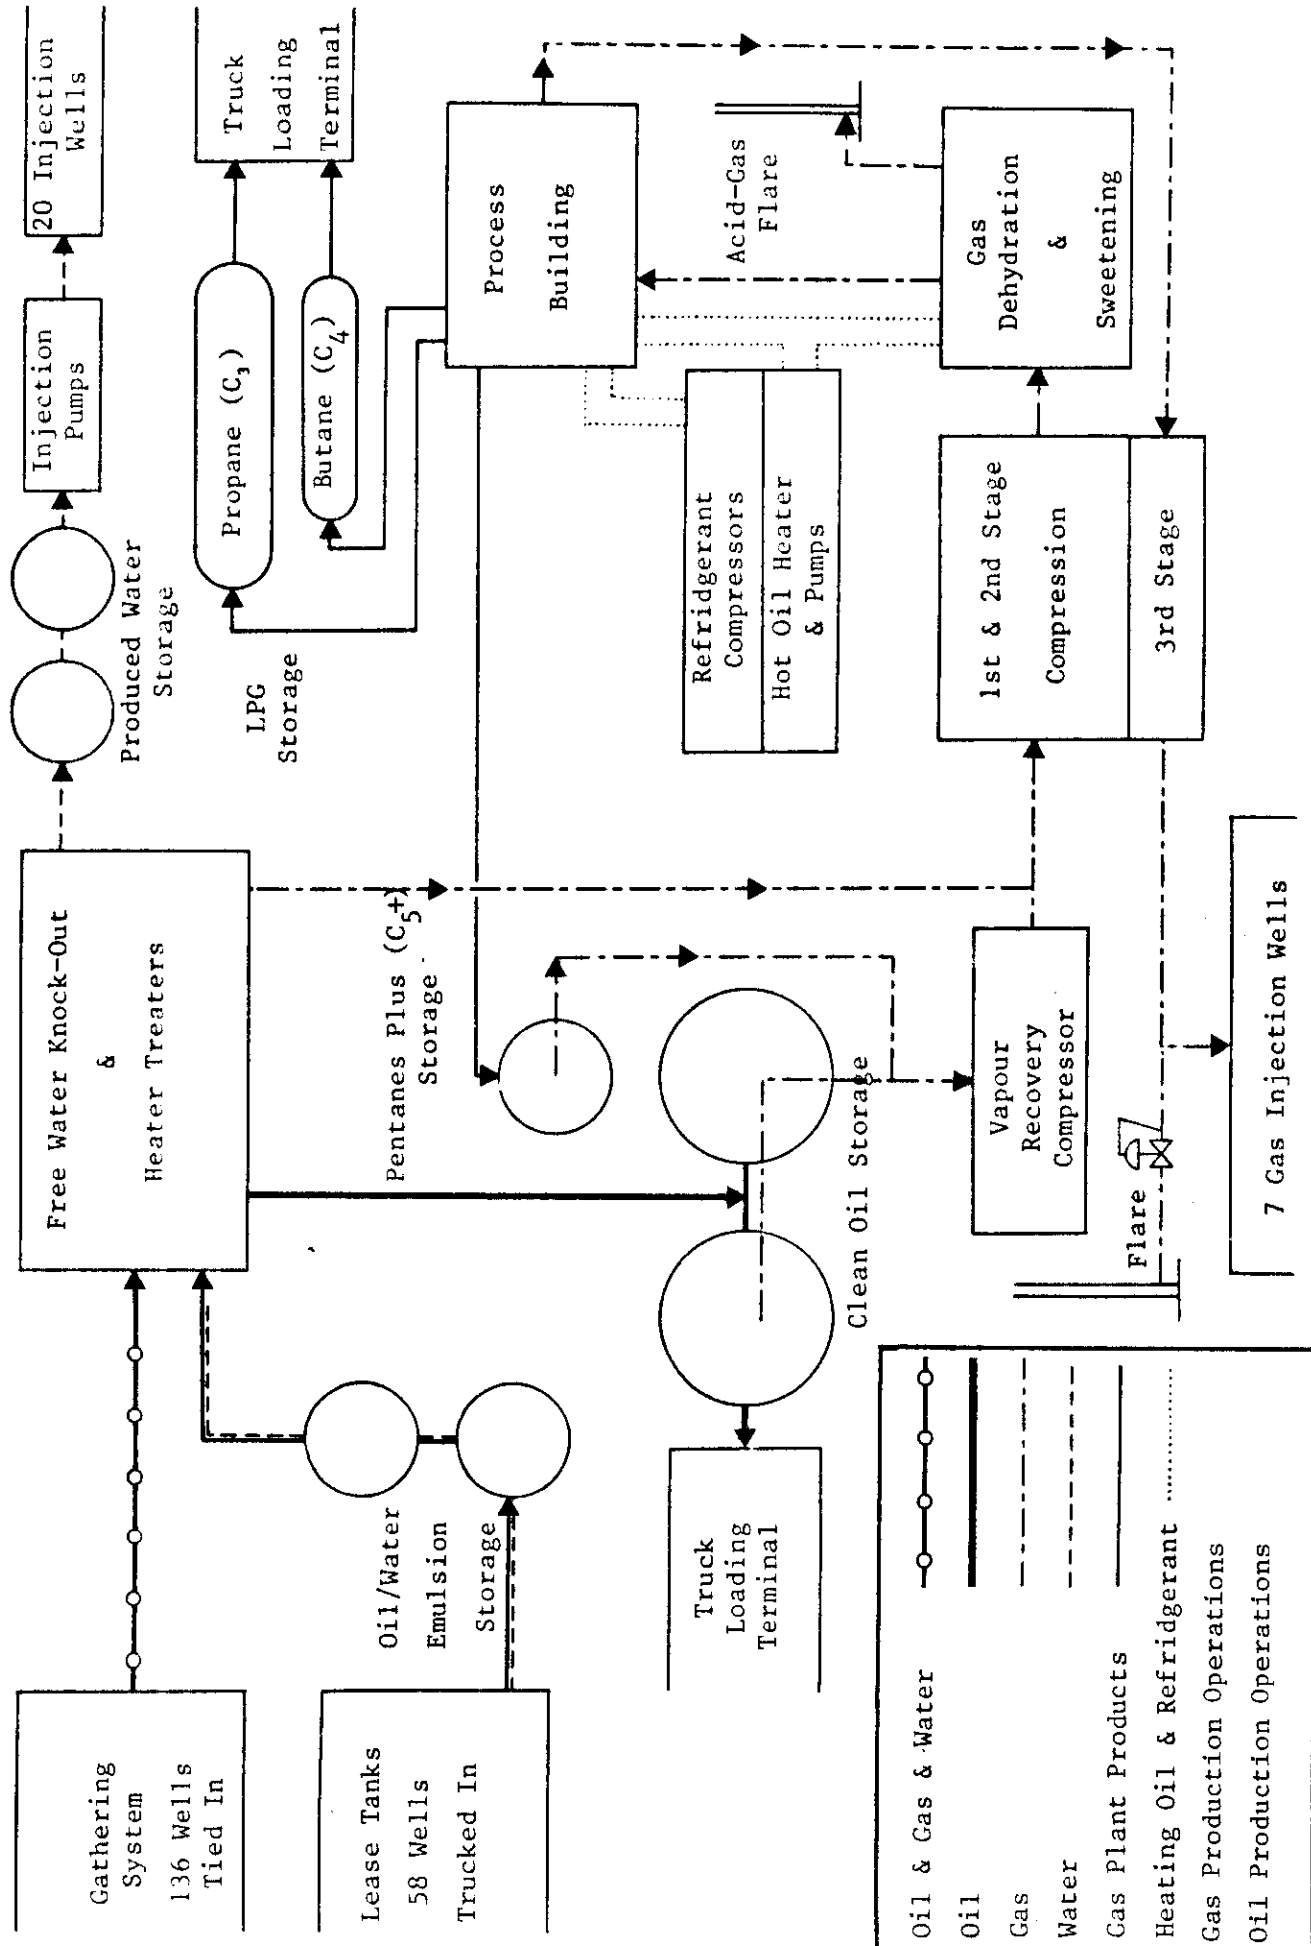 Gathering
System
136 Wells
Tied In
Lease Tanks
58 Wells
Trucked In
Oil/Water
Emulsion
Storage
Free Water Knock-Out
&
Heater Treaters
Produced Water
Storage
Injection
Pumps
20 Injection
Wells
Truck
Loading
Terminal
Propane (C3)
Butane (C4)
LPG
Storage
Process
Building
Pentanes Plus (C5+)
Storage
Clean Oil Storage
Truck
Loading
Terminal
Refridgerant
Compressors
Hot Oil Heater
& Pumps
Acid-Gas
Flare
Gas
Dehydration
&
Sweetening
1st & 2nd Stage
Compression
3rd Stage
Vapour
Recovery
Compressor
Flare
7 Gas Injection Wells
Oil & Gas & Water
Oil
Gas
Water
Gas Plant Products
Heating Oil & Refridgerant
Gas Production Operations
Oil Production Operations